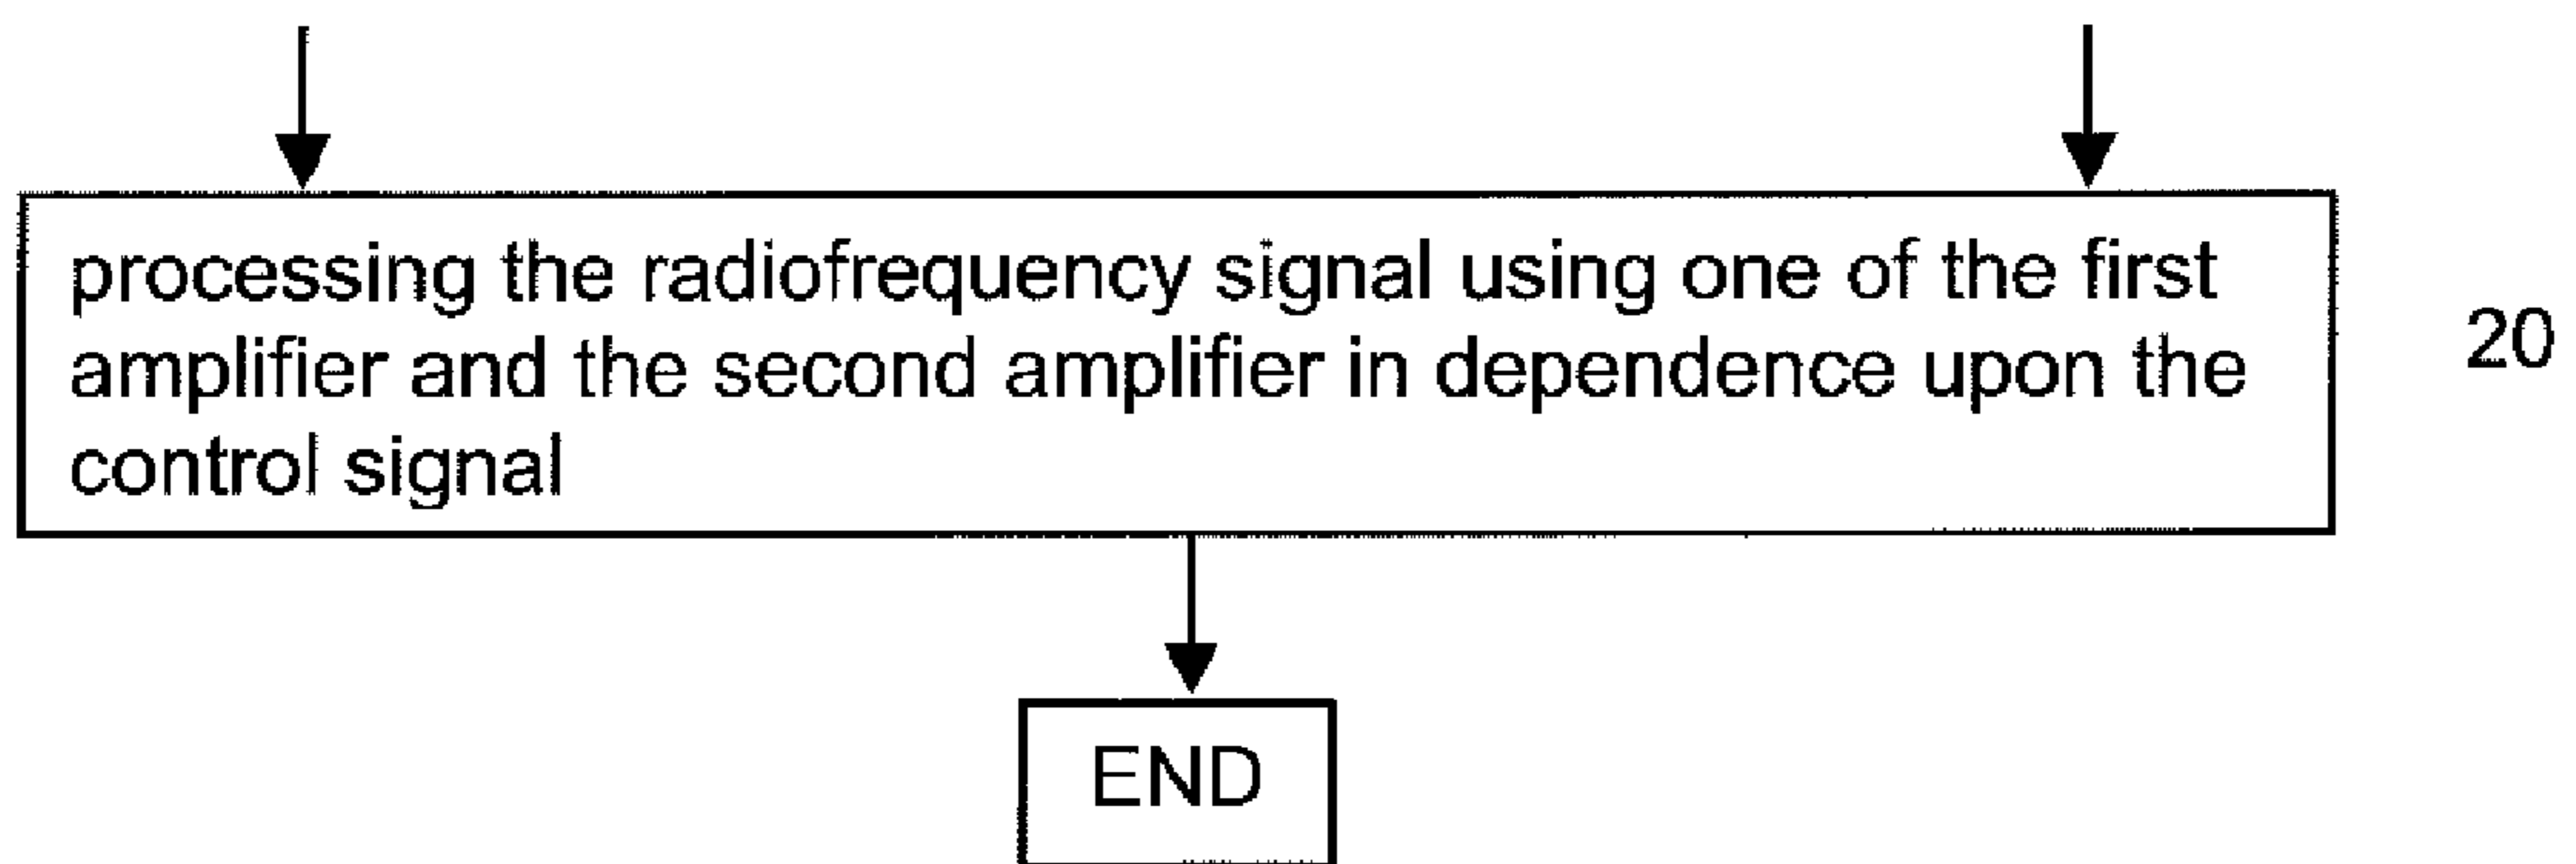 processing the radiofrequency signal using one of the first
amplifier and the second amplifier in dependence upon the
control signal
20
END